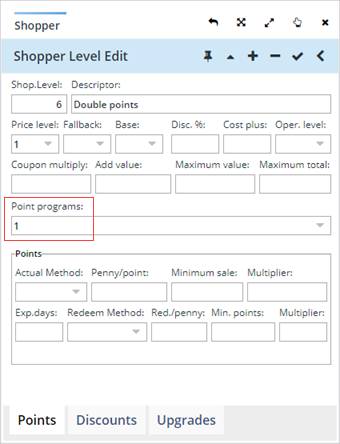 Shopper
Shopper Level Edit
Shop.Level: Descriptor:
6 Double points
Price level: Fallback: Base: Disc. %: Cost plus: Oper. level:
1
Coupon multiply: Add value: Maximum value: Maximum total:
Point programs:
1
Points
Actual Method: Penny/point: Minimum sale: Multiplier:
Exp.days: Redeem Method: Red./penny: Min. points: Multiplier:
Points Discounts Upgrades